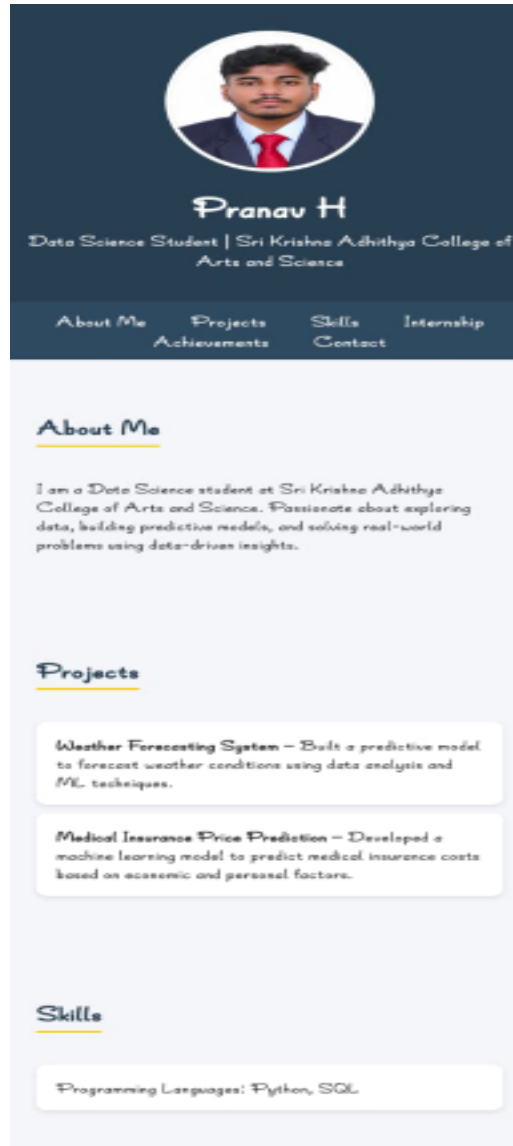 Pranav H
Data Science Student | Sri Krishna Adhithya College of
Arts and Science
About Me Projects Skills Internship
Achievements Contact
About Me
I am a Data Science student at Sri Krishna Adhithya
College of Arts and Science. Passionate about exploring
data, building predictive models, and solving real-world
problems using data-driven insights.
Projects
Weather Forecasting System – Built a predictive model
to forecast weather conditions using data analysis and
ML techniques.
Medical Insurance Price Prediction – Developed a
machine learning model to predict medical insurance costs
based on economic and personal factors.
Skills
Programming Languages: Python, SQL